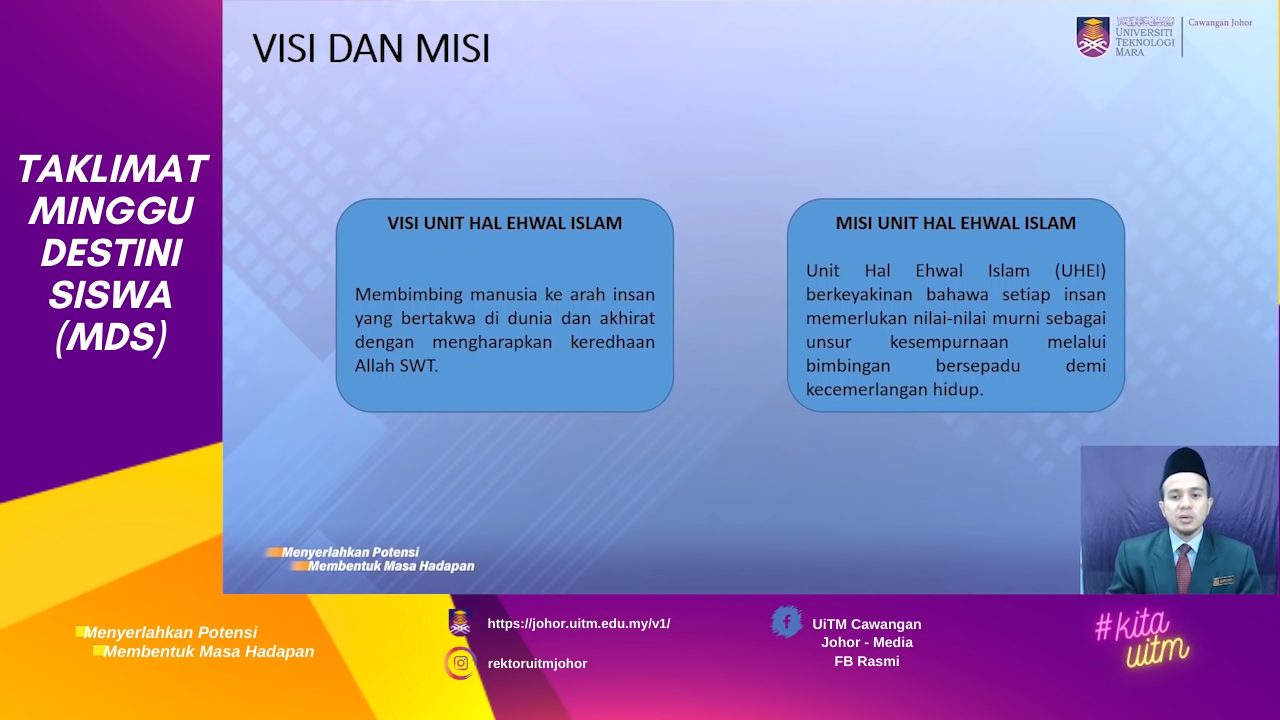 TAKLIMAT
MINGGU
DESTINI
SISWA
(MDS)
VISI DAN MISI
UNIVERSITI
TEKNOLOGI
MARA
Cawangan Johor
VISI UNIT HAL EHWAL ISLAM
Membimbing manusia ke arah insan
yang bertakwa di dunia dan akhirat
dengan mengharapkan keredhaan
Allah SWT.
MISI UNIT HAL EHWAL ISLAM
Unit Hal Ehwal Islam (UHEI)
berkeyakinan bahawa setiap insan
memerlukan nilai-nilai murni sebagai
unsur kesempurnaan melalui
bimbingan bersepadu demi
kecemerlangan hidup.
Menyerlahkan Potensi
Membentuk Masa Hadapan
Menyerlahkan Potensi
Membentuk Masa Hadapan
https://johor.uitm.edu.my/v1/
rektoruitmjohor
UiTM Cawangan
Johor - Media
FB Rasmi
#kita
uitm